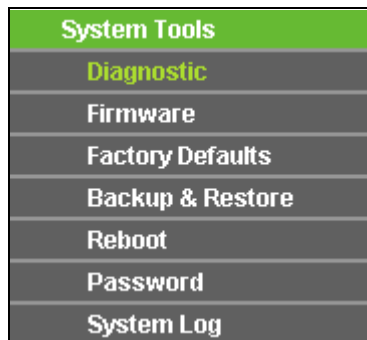 System Tools
Diagnostic
Firmware
Factory Defaults
Backup & Restore
Reboot
Password
System Log